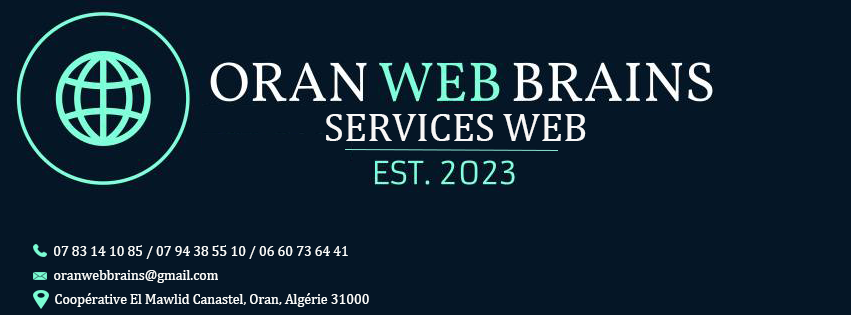 ORAN WEB BRAINS
SERVICES WEB
EST. 2023
07 83 14 10 85 / 07 94 38 55 10 / 06 60 73 64 41
oranwebbrains@gmail.com
Coopérative El Mawlid Canastel, Oran, Algérie 31000